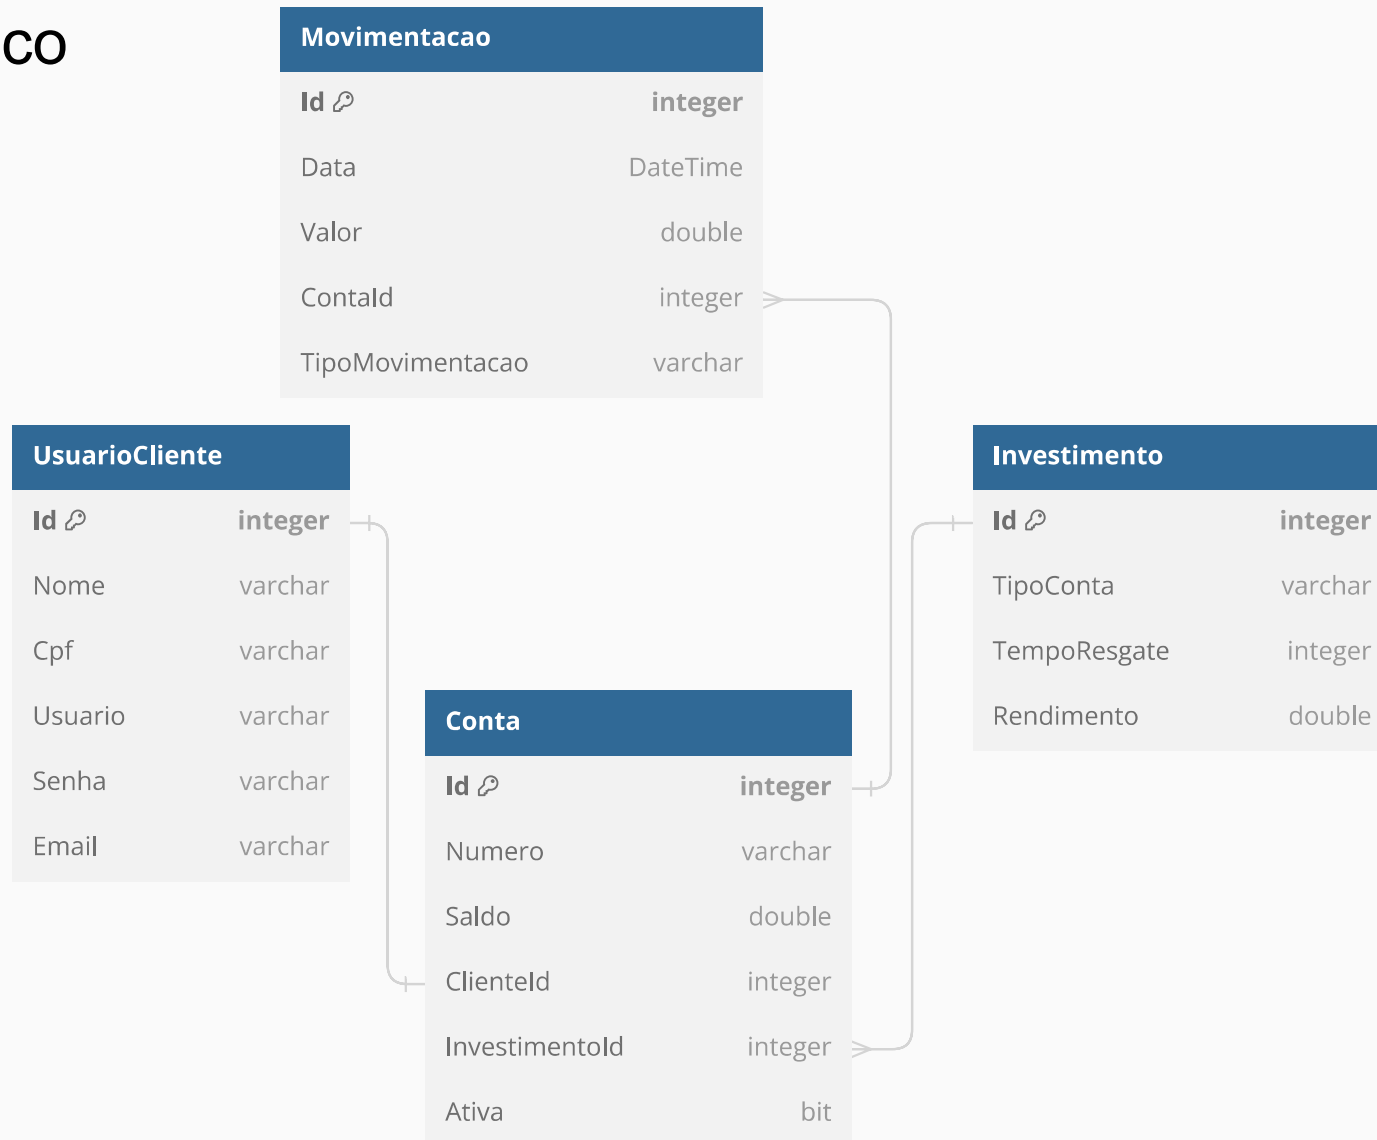 co
Movimentacao
Id integer
Data DateTime
Valor double
ContaId integer
TipoMovimentacao varchar
UsuarioCliente
Id integer
Nome varchar
Cpf varchar
Usuario varchar
Senha varchar
Email varchar
Investimento
Id integer
TipoConta varchar
TempoResgate integer
Rendimento double
Conta
Id integer
Numero varchar
Saldo double
ClienteId integer
InvestimentoId integer
Ativa bit